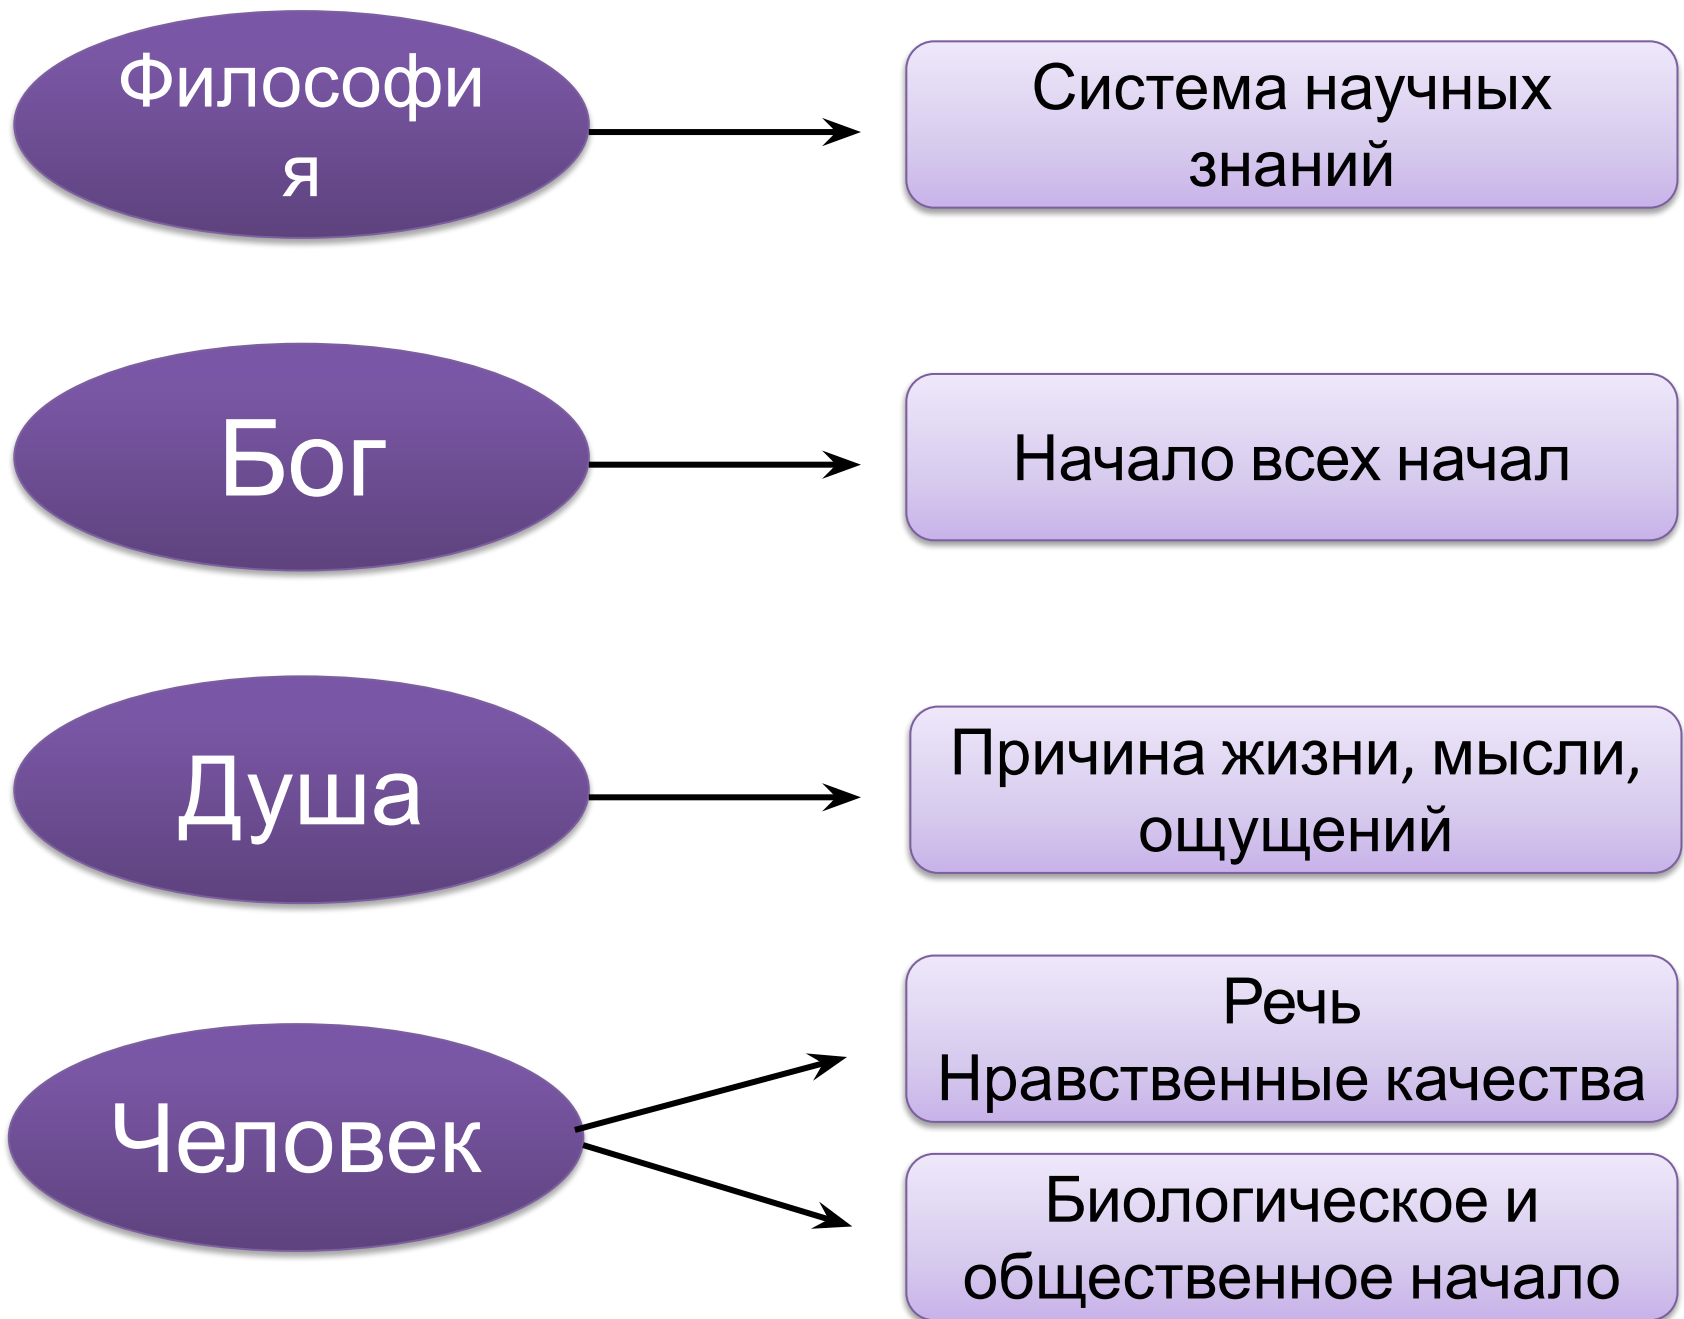 Философи
я
Система научных
знаний
Бог
Начало всех начал
Душа
Причина жизни, мысли,
ощущений
Человек
Речь
Нравственные качества
Биологическое и
общественное начало